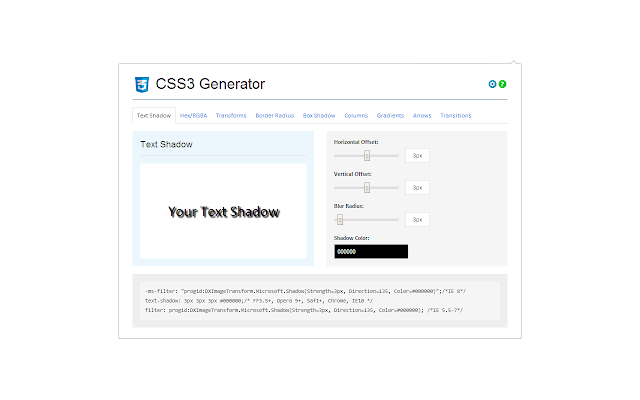 CSS3 Generator
?
Text Shadow Hex/RGBA Transforms Border Radius Box Shadow Columns Gradients Arrows Transitions
Text Shadow
Your Text Shadow
Horizontal Offset:
3px
Vertical Offset:
3px
Blur Radius:
3px
Shadow Color:
000000
-ms-filter: "progid:DXImageTransform.Microsoft.Shadow(Strength=3px, Direction=135, Color=#000000)";/*IE 8*/
text-shadow: 3px 3px 3px #000000;/* FF3.5+, Opera 9+, Saf1+, Chrome, IE10 */
filter: progid:DXImageTransform.Microsoft.Shadow(Strength=3px, Direction=135, Color=#000000); /*IE 5.5-7*/